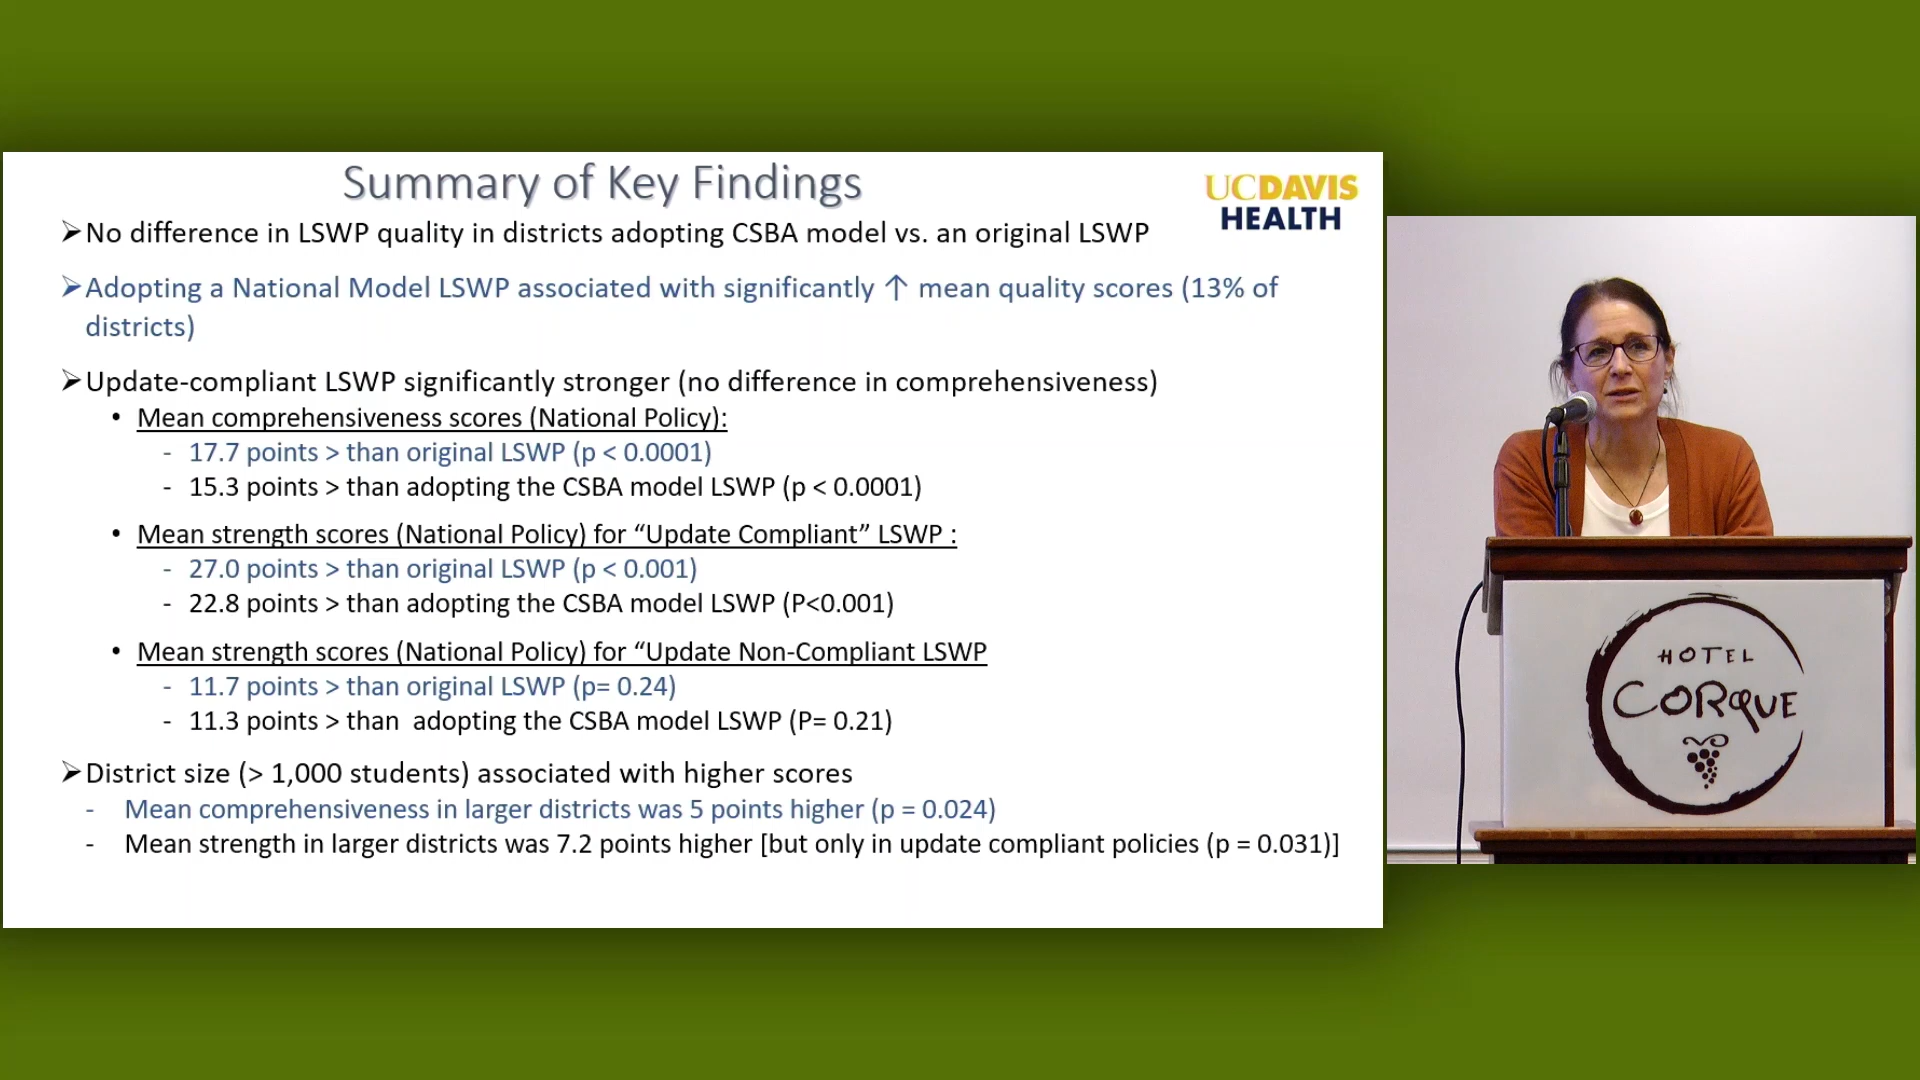 Summary of Key Findings
UCDAVIS
HEALTH
➢No difference in LSWP quality in districts adopting CSBA model vs. an original LSWP
➢Adopting a National Model LSWP associated with significantly ↑ mean quality scores (13% of
districts)
➢Update-compliant LSWP significantly stronger (no difference in comprehensiveness)
• Mean comprehensiveness scores (National Policy):
- 17.7 points > than original LSWP (p < 0.0001)
- 15.3 points > than adopting the CSBA model LSWP (p < 0.0001)
• Mean strength scores (National Policy) for “Update Compliant” LSWP :
- 27.0 points > than original LSWP (p < 0.001)
- 22.8 points > than adopting the CSBA model LSWP (P<0.001)
• Mean strength scores (National Policy) for “Update Non-Compliant LSWP
- 11.7 points > than original LSWP (p= 0.24)
- 11.3 points > than adopting the CSBA model LSWP (P= 0.21)
➢District size (> 1,000 students) associated with higher scores
- Mean comprehensiveness in larger districts was 5 points higher (p = 0.024)
- Mean strength in larger districts was 7.2 points higher [but only in update compliant policies (p = 0.031)]
HOTEL
CORQUE